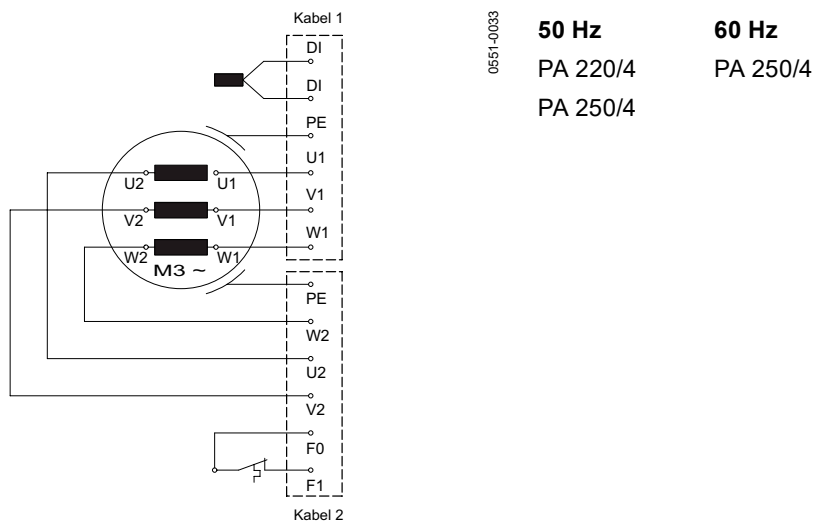 Kabel 1
DI
DI
PE
U1
V1
W1
U2 U1
V2 V1
W2 W1
M3 ~
PE
W2
U2
V2
F0
F1
Kabel 2
0551-0033
50 Hz 60 Hz
PA 220/4 PA 250/4
PA 250/4